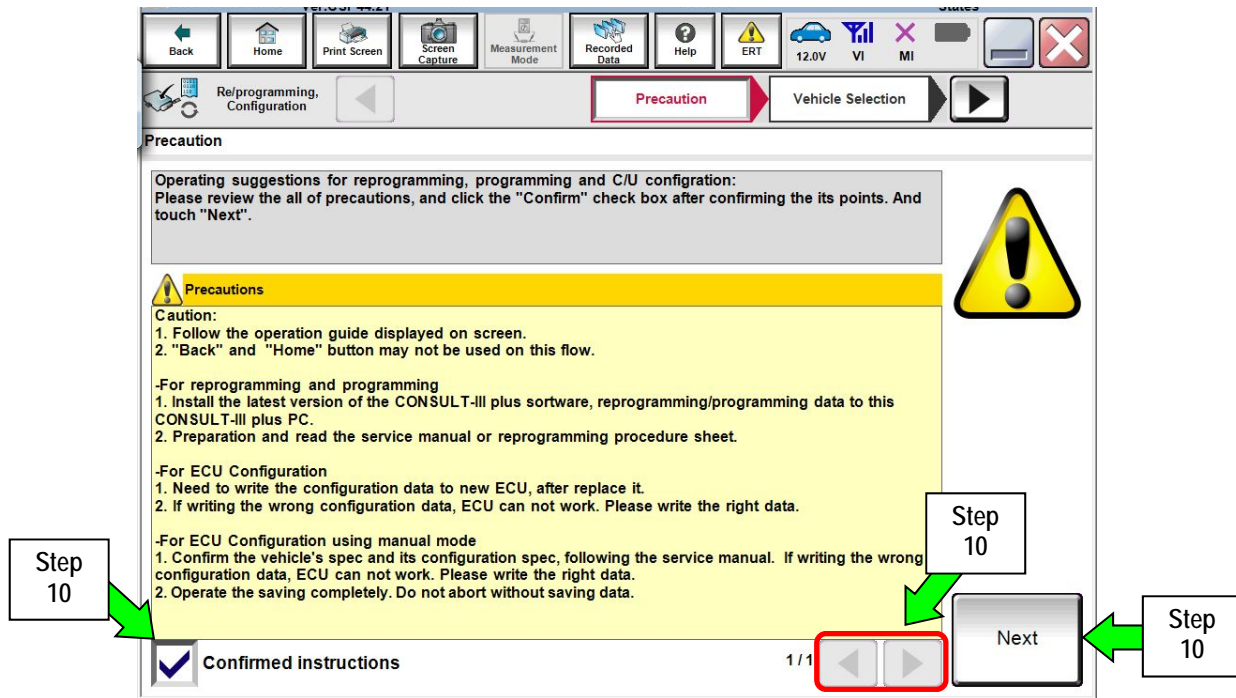 Back
Home
Print Screen
Screen
Capture
Measurement
Mode
Recorded
Data
Help
ERT
12.0V
VI
MI
Re/programming,
Configuration
Precaution
Vehicle Selection
Precaution
Operating suggestions for reprogramming, programming and C/U configration:
Please review the all of precautions, and click the "Confirm" check box after confirming the its points. And
touch "Next".
Precautions
Caution:
1. Follow the operation guide displayed on screen.
2. "Back" and "Home" button may not be used on this flow.
-For reprogramming and programming
1. Install the latest version of the CONSULT-III plus sortware, reprogramming/programming data to this
CONSULT-III plus PC.
2. Preparation and read the service manual or reprogramming procedure sheet.
-For ECU Configuration
1. Need to write the configuration data to new ECU, after replace it.
2. If writing the wrong configuration data, ECU can not work. Please write the right data.
-For ECU Configuration using manual mode
1. Confirm the vehicle's spec and its configuration spec, following the service manual. If writing the wrong
configuration data, ECU can not work. Please write the right data.
2. Operate the saving completely. Do not abort without saving data.
Step
10
Step
10
Confirmed instructions
1 / 1
Next
Step
10